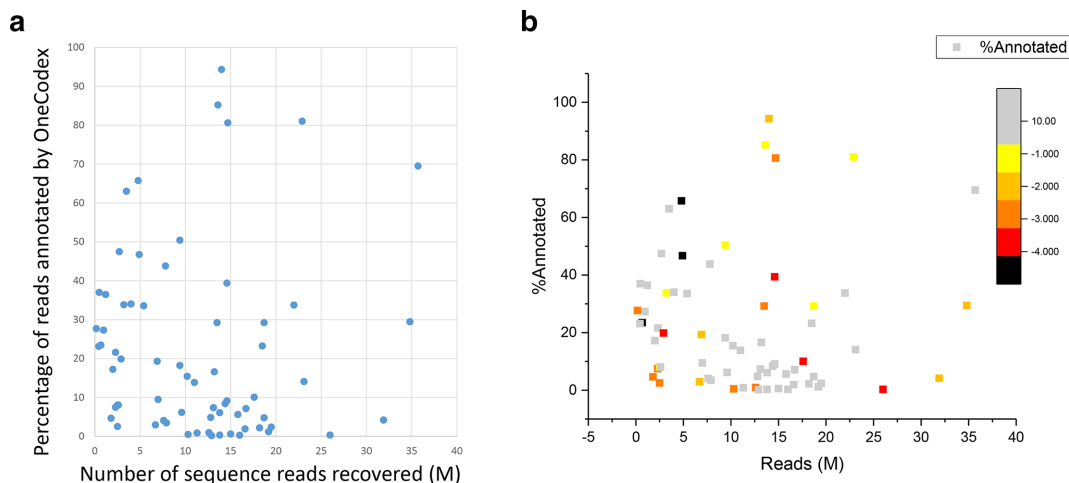 a
Percentage of reads annotated by OneCodex
100
90
80
70
60
50
40
30
20
10
0
0 5 10 15 20 25 30 35 40
Number of sequence reads recovered (M)
b
%Annotated
%Annotated
100
80
60
40
20
0
-5 0 5 10 15 20 25 30 35 40
Reads (M)
10.00
-1.000
-2.000
-3.000
-4.000